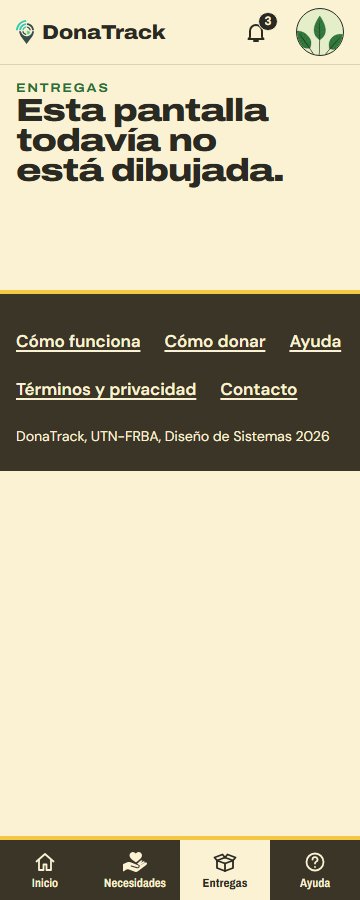 DonaTrack
3
ENTREGAS
Esta pantalla
todavía no
está dibujada.
Cómo funciona Cómo donar Ayuda
Términos y privacidad Contacto
DonaTrack, UTN-FRBA, Diseño de Sistemas 2026
Inicio Necesidades Entregas Ayuda